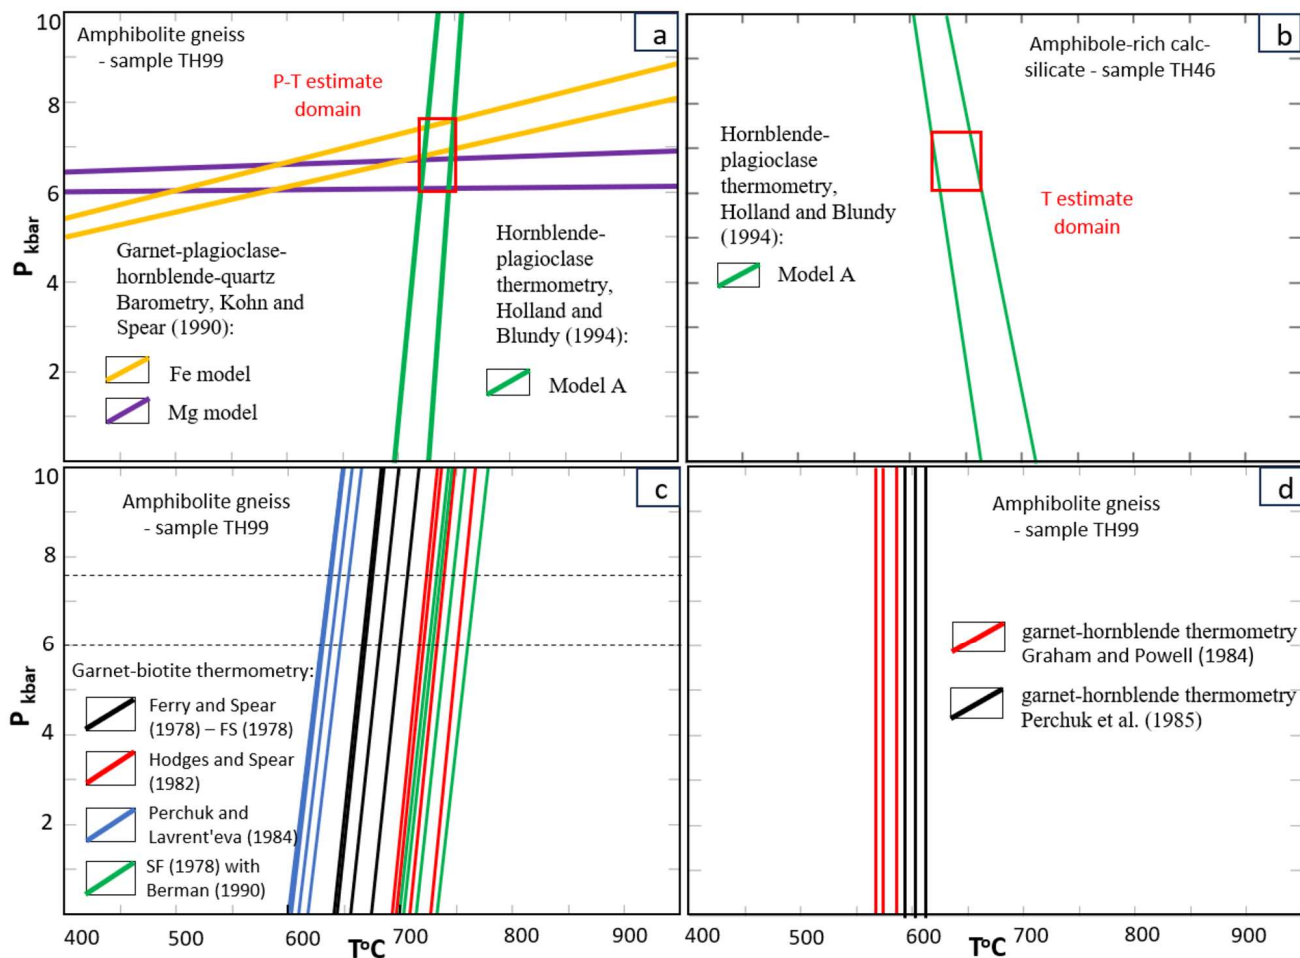 10
Amphibolite gneiss
- sample TH99
a
P-T estimate
domain
8
6
P kbar
4
2
Garnet-plagioclase-
hornblende-quartz
Barometry, Kohn and
Spear (1990):
Fe model
Mg model
Hornblende-
plagioclase
thermometry,
Holland and
Blundy (1994):
Model A
b
Amphibole-rich calc-
silicate - sample TH46
Hornblende-
plagioclase
thermometry,
Holland and Blundy
(1994):
Model A
T estimate
domain
10
Amphibolite gneiss
- sample TH99
c
8
6
P kbar
4
2
Garnet-biotite thermometry:
Ferry and Spear
(1978) – FS (1978)
Hodges and Spear
(1982)
Perchuk and
Lavrent'eva (1984)
SF (1978) with
Berman (1990)
400 600 700 800 900
T°C
d
Amphibolite gneiss
- sample TH99
garnet-hornblende thermometry
Graham and Powell (1984)
garnet-hornblende thermometry
Perchuk et al. (1985)
400 500 600 700 800 900
T°C